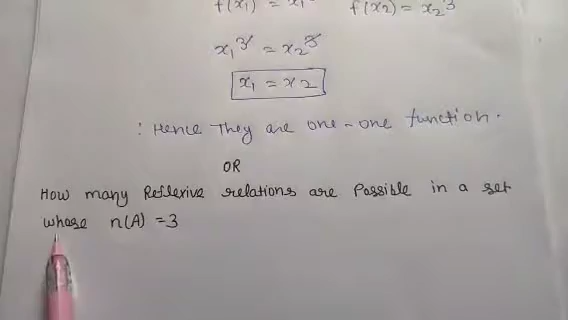 f(x₁) = x₁³ f(x₂) = x₂³
x₁³ = x₂³
x₁ = x₂
: Hence They are one-one function.
OR
How many Reflexive relations are Possible in a set
whose n(A) = 3